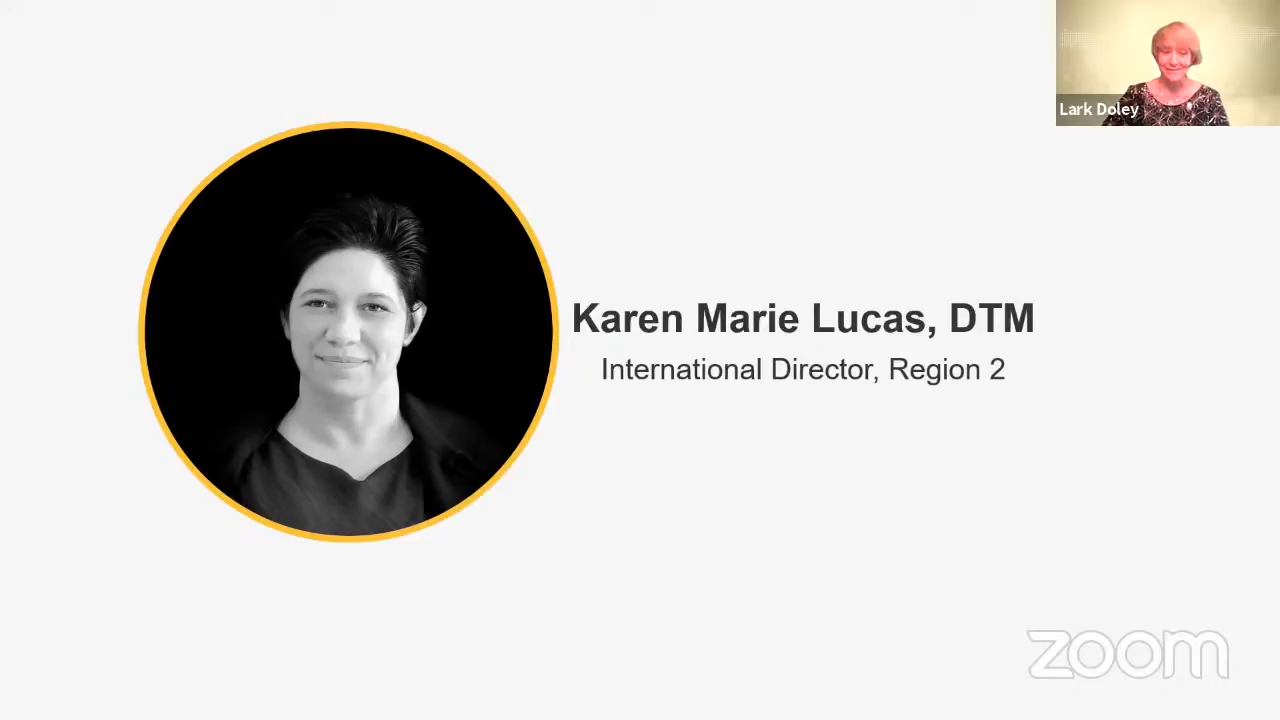 Lark Doley
Karen Marie Lucas, DTM
International Director, Region 2
zoom